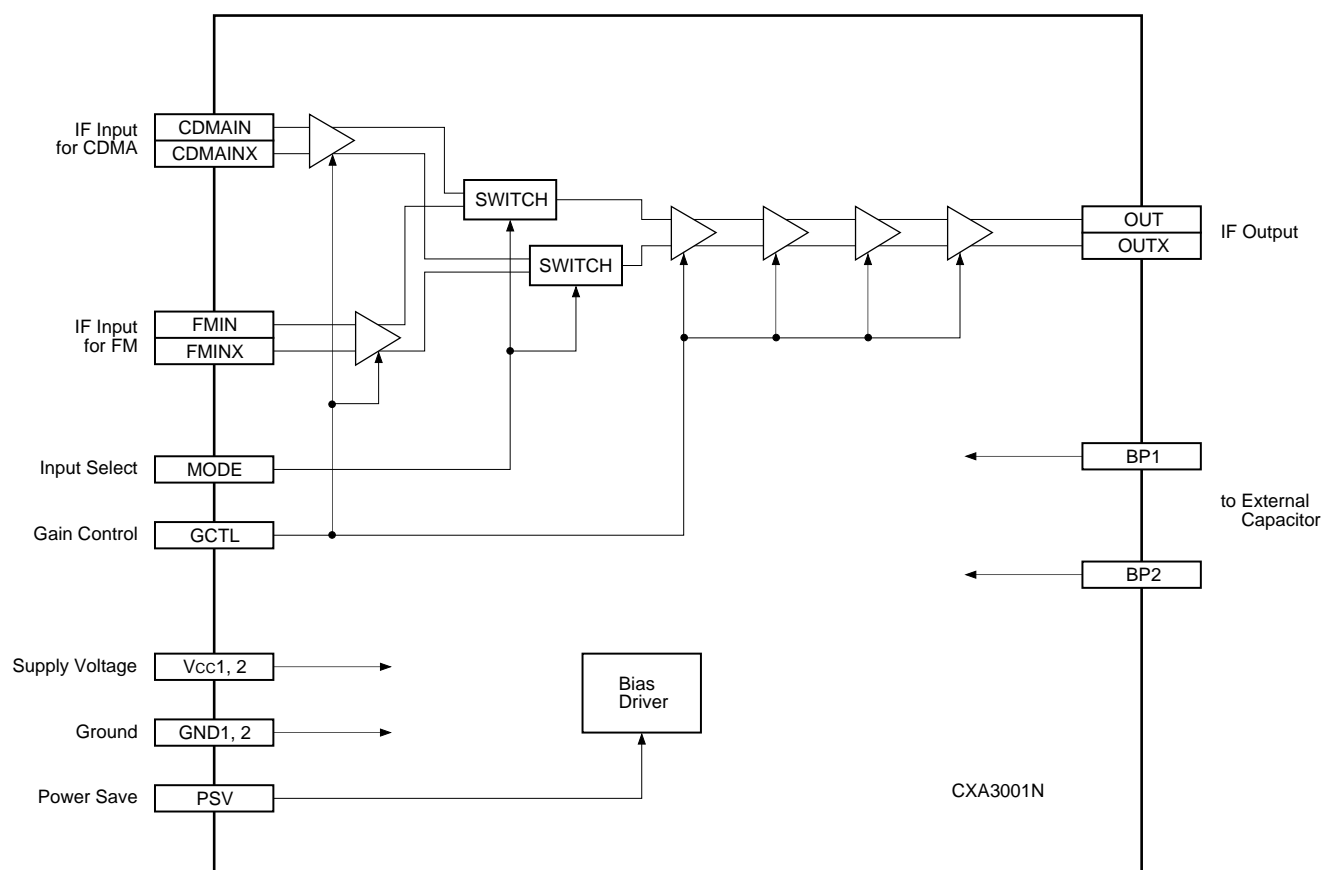 IF Input
for CDMA
CDMAIN
CDMAINX
SWITCH
SWITCH
OUT
OUTX
IF Output
IF Input
for FM
FMIN
FMINX
Input Select
MODE
BP1
to External
Capacitor
Gain Control
GCTL
BP2
Supply Voltage
Vcc1, 2
Bias
Driver
Ground
GND1, 2
Power Save
PSV
CXA3001N